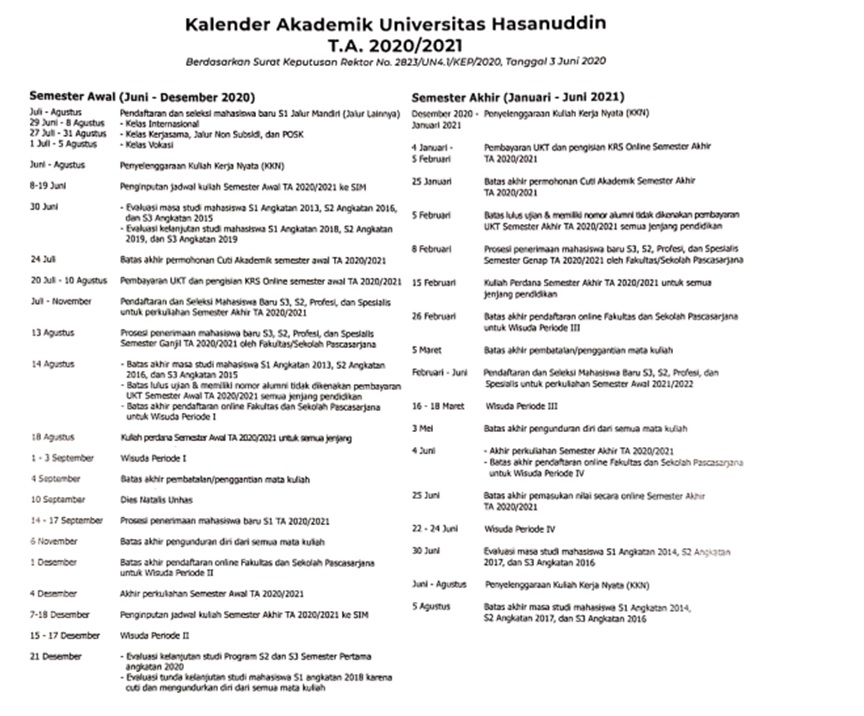 Kalender Akademik Universitas Hasanuddin
T.A. 2020/2021
Berdasarkan Surat Keputusan Rektor No. 2823/UN4.1/KEP/2020, Tanggal 3 Juni 2020
Semester Awal (Juni - Desember 2020)
Juli - Agustus Pendaftaran dan seleksi mahasiswa baru S1 Jalur Mandiri (Jalur Lainnya)
29 Juni - 8 Agustus - Kelas Internasional
27 Juli - 31 Agustus - Kelas Kerjasama, Jalur Non Subsidi, dan POSK
1 Juli - 5 Agustus - Kelas Vokasi
Juni - Agustus Penyelenggaraan Kuliah Kerja Nyata (KKN)
8-19 Juni Penginputan jadwal kuliah Semester Awal TA 2020/2021 ke SIM
30 Juni - Evaluasi masa studi mahasiswa S1 Angkatan 2013, S2 Angkatan 2016,
dan S3 Angkatan 2015
- Evaluasi kelanjutan studi mahasiswa S1 Angkatan 2018, S2 Angkatan
2019, dan S3 Angkatan 2019
24 Juli Batas akhir permohonan Cuti Akademik Semester awal TA 2020/2021
20 Juli - 10 Agustus Pembayaran UKT dan pengisian KRS Online semester awal TA 2020/2021
Juli - November Pendaftaran dan Seleksi Mahasiswa Baru S3, S2, Profesi, dan Spesialis
untuk perkuliahan Semester Akhir TA 2020/2021
13 Agustus Prosesi penerimaan mahasiswa baru S3, S2, Profesi, dan Spesialis
Semester Ganjil TA 2020/2021 oleh Fakultas/Sekolah Pascasarjana
14 Agustus - Batas akhir masa studi mahasiswa S1 Angkatan 2013, S2 Angkatan
2016, dan S3 Angkatan 2015
- Batas lulus ujian & memiliki nomor alumni tidak dikenakan pembayaran
UKT Semester Awal TA 2020/2021 semua jenjang pendidikan
- Batas akhir pendaftaran online Fakultas dan Sekolah Pascasarjana
untuk Wisuda Periode I
18 Agustus Kuliah perdana Semester Awal TA 2020/2021 untuk semua jenjang
1 - 3 September Wisuda Periode I
4 September Batas akhir pembatalan/penggantian mata kuliah
10 September Dies Natalis Unhas
14 - 17 September Prosesi penerimaan mahasiswa baru S1 TA 2020/2021
6 November Batas akhir pengunduran diri dari semua mata kuliah
1 Desember Batas akhir pendaftaran online Fakultas dan Sekolah Pascasarjana
untuk Wisuda Periode II
4 Desember Akhir perkuliahan Semester Awal TA 2020/2021
7-18 Desember Penginputan jadwal kuliah Semester Akhir TA 2020/2021 ke SIM
15 - 17 Desember Wisuda Periode II
21 Desember - Evaluasi kelanjutan studi Program S2 dan S3 Semester Pertama
angkatan 2020
- Evaluasi tunda kelanjutan studi mahasiswa S1 angkatan 2018 karena
cuti dan mengundurkan diri dari semua mata kuliah
Semester Akhir (Januari - Juni 2021)
Desember 2020 - Penyelenggaraan Kuliah Kerja Nyata (KKN)
Januari 2021
4 Januari - Pembayaran UKT dan pengisian KRS Online Semester Akhir
5 Februari TA 2020/2021
25 Januari Batas akhir permohonan Cuti Akademik Semester Akhir
TA 2020/2021
5 Februari Batas lulus ujian & memiliki nomor alumni tidak dikenakan pembayaran
UKT Semester Akhir TA 2020/2021 semua jenjang pendidikan
8 Februari Prosesi penerimaan mahasiswa baru S3, S2, Profesi, dan Spesialis
Semester Genap TA 2020/2021 oleh Fakultas/Sekolah Pascasarjana
15 Februari Kuliah Perdana Semester Akhir TA 2020/2021 untuk semua
jenjang pendidikan
26 Februari Batas akhir pendaftaran online Fakultas dan Sekolah Pascasarjana
untuk Wisuda Periode III
5 Maret Batas akhir pembatalan/penggantian mata kuliah
Februari - Juni Pendaftaran dan Seleksi Mahasiswa Baru S3, S2, Profesi, dan
Spesialis untuk perkuliahan Semester Awal 2021/2022
16 - 18 Maret Wisuda Periode III
3 Mei Batas akhir pengunduran diri dari semua mata kuliah
4 Juni - Akhir perkuliahan Semester Akhir TA 2020/2021
- Batas akhir pendaftaran online Fakultas dan Sekolah Pascasarjana
untuk Wisuda Periode IV
25 Juni Batas akhir pemasukan nilai secara online Semester Akhir
TA 2020/2021
22 - 24 Juni Wisuda Periode IV
30 Juni Evaluasi masa studi mahasiswa S1 Angkatan 2014, S2 Angkatan
2017, dan S3 Angkatan 2016
Juni - Agustus Penyelenggaraan Kuliah Kerja Nyata (KKN)
5 Agustus Batas akhir masa studi mahasiswa S1 Angkatan 2014,
S2 Angkatan 2017, dan S3 Angkatan 2016